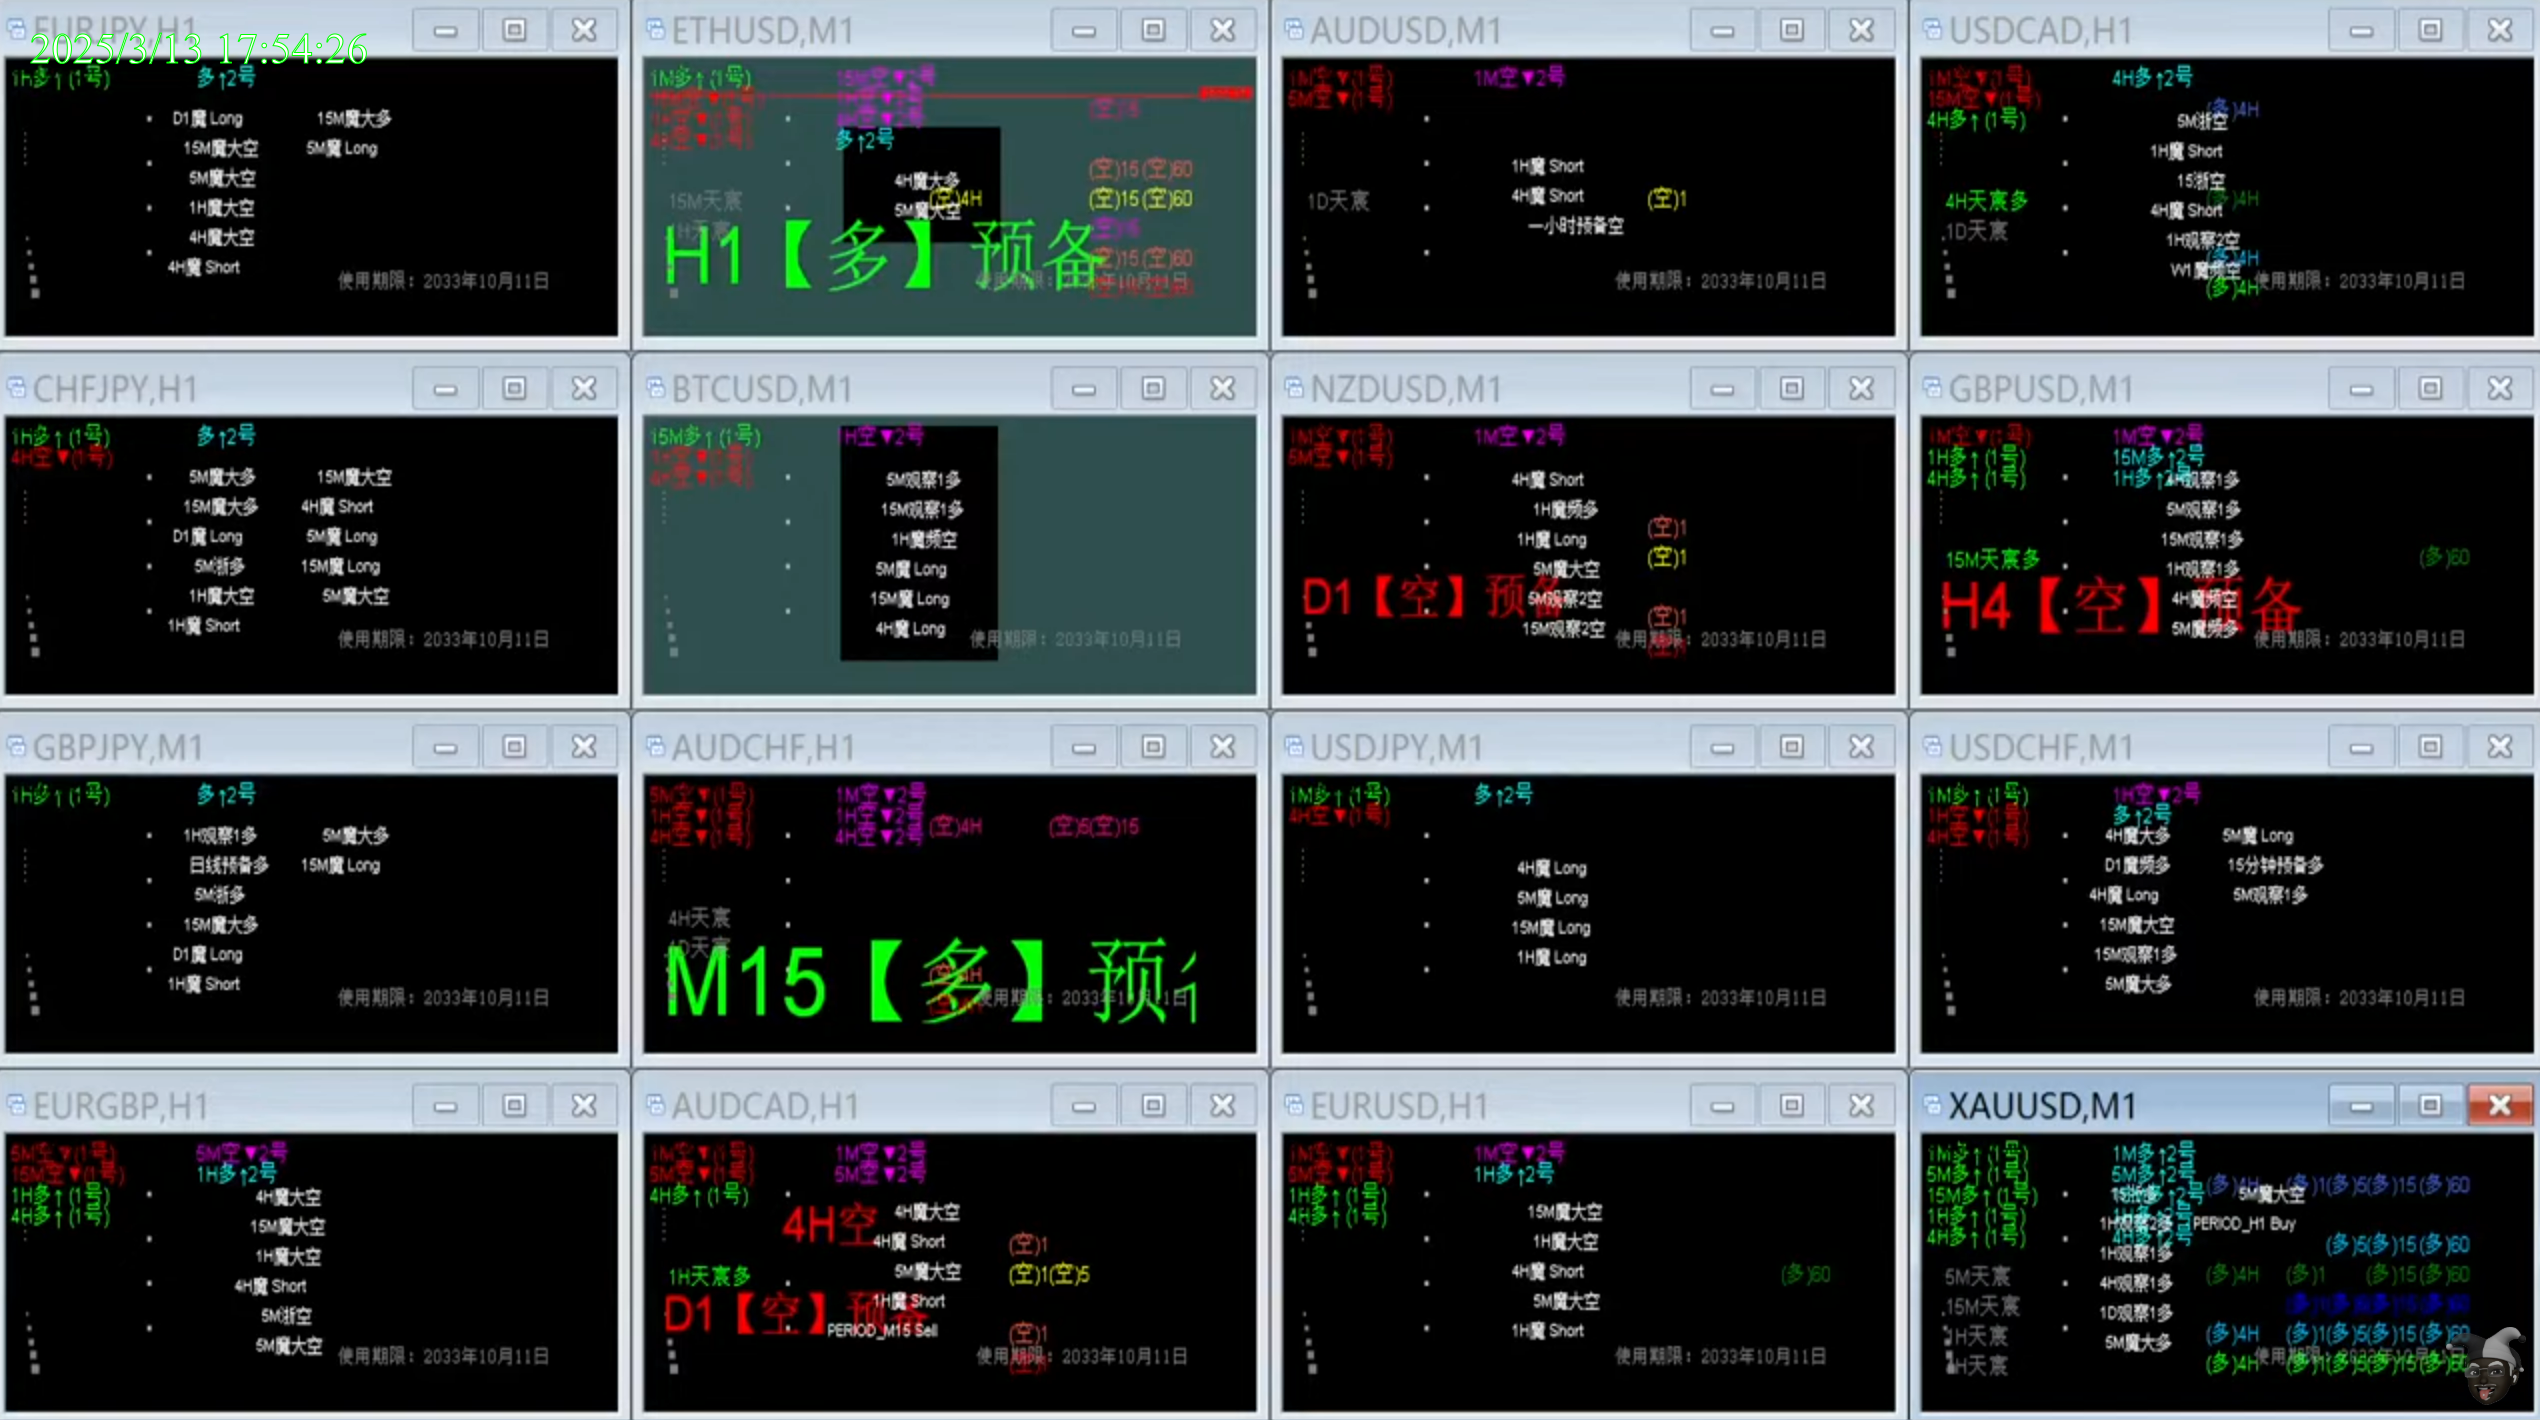 EURJPY,H1
2025/3/13 17:54:26
1H多↑(1号) 多↑2号
D1魔 Long 15M魔大多
15M魔大空 5M魔 Long
5M魔大空
1H魔大空
4H魔大空
4H魔 Short
使用期限：2033年10月11日
ETHUSD,M1
1M多↑(1号) 15M空▼2号
多↑2号
(空)15(空)60
4H魔大多
15M天宸 (空)4H (空)15(空)60
5M魔大空
H1【多】预备
(空)15(空)60
AUDUSD,M1
1M空▼(1号) 1M空▼2号
5M空▼(1号)
1H魔 Short
1D天宸 4H魔 Short (空)1
一小时预备空
使用期限：2033年10月11日
USDCAD,H1
1M空▼(1号) 4H多↑2号
15M空▼(1号)
(多)4H
4H多↑(1号) 5M浙空
1H魔 Short
15浙空
4H天宸多 (多)4H
4H魔 Short
1D天宸 1H观察2空
(多)4H
W1魔频空
(多)4H 使用期限：2033年10月11日
CHFJPY,H1
1H多↑(1号) 多↑2号
4H空▼(1号)
5M魔大多 15M魔大空
15M魔大多 4H魔 Short
D1魔 Long 5M魔 Long
5M浙多 15M魔 Long
1H魔大空 5M魔大空
1H魔 Short
使用期限：2033年10月11日
BTCUSD,M1
15M多↑(1号) H空▼2号
1H空▼(1号)
4H空▼(1号)
5M观察1多
15M观察1多
1H魔频空
5M魔 Long
15M魔 Long
4H魔 Long
使用期限：2033年10月11日
NZDUSD,M1
1M空▼(1号) 1M空▼2号
5M空▼(1号)
4H魔 Short
1H魔频多
(空)1
1H魔 Long
(空)1
5M魔大空
D1【空】预备
5M观察2空
(空)1
15M观察2空
使用期限：2033年10月11日
GBPUSD,M1
1M空▼(1号) 1M空▼2号
1H多↑(1号) 15M多↑2号
4H多↑(1号) 1H多↑2号
4H观察1多
5M观察1多
15M观察1多
15M天宸多 (多)60
1H观察1多
H4【空】预备
4H魔频空
5M魔频多
使用期限：2033年10月11日
GBPJPY,M1
1H多↑(1号) 多↑2号
1H观察1多 5M魔大多
日线预备多 15M魔 Long
5M浙多
15M魔大多
D1魔 Long
1H魔 Short
使用期限：2033年10月11日
AUDCHF,H1
5M空▼(1号) 1M空▼2号
1H空▼(1号) 1H空▼2号
4H空▼(1号) 4H空▼2号
(空)4H (空)5(空)15
4H天宸
1D天宸
M15【多】预
(空)4H
USDJPY,M1
1M多↑(1号) 多↑2号
4H空▼(1号)
4H魔 Long
5M魔 Long
15M魔 Long
1H魔 Long
使用期限：2033年10月11日
USDCHF,M1
1M多↑(1号) 1H空▼2号
1H空▼(1号) 多↑2号
4H空▼(1号)
4H魔大多 5M魔 Long
D1魔频多 15分钟预备多
4H魔 Long 5M观察1多
15M魔大空
15M观察1多
5M魔大多
使用期限：2033年10月11日
EURGBP,H1
5M空▼(1号) 5M空▼2号
15M空▼(1号) 1H多↑2号
1H多↑(1号) 4H魔大空
4H多↑(1号)
15M魔大空
1H魔大空
4H魔 Short
5M浙空
5M魔大空
使用期限：2033年10月11日
AUDCAD,H1
1M空▼(1号) 1M空▼2号
5M空▼(1号) 5M空▼2号
4H多↑(1号)
4H空 4H魔大空
4H魔 Short (空)1
1H天宸多 5M魔大空 (空)1(空)5
1H魔 Short
D1【空】预备
PERIOD_M15 Sell (空)1
使用期限：2033年10月11日
EURUSD,H1
1M空▼(1号) 1M空▼2号
5M空▼(1号) 1H多↑2号
1H多↑(1号)
4H多↑(1号) 15M魔大空
1H魔大空
4H魔 Short (多)60
5M魔大空
1H魔 Short
使用期限：2033年10月11日
XAUUSD,M1
1M多↑(1号) 1M多↑2号
5M多↑(1号) 5M多↑2号
15M多↑(1号) (多)4H (多)1(多)5(多)15(多)60
5M魔大空
1H多↑(1号) 1H观察2多 PERIOD_H1 Buy
4H多↑(1号) 4H多↑2号 (多)5(多)15(多)60
1H观察1多
5M天宸 (多)4H (多)1 (多)15(多)60
4H观察1多
15M天宸 1D观察1多
1H天宸 (多)4H (多)1(多)5(多)15(多)60
5M魔大多
4H天宸 (多)4H (多)1(多)5(多)15(多)60